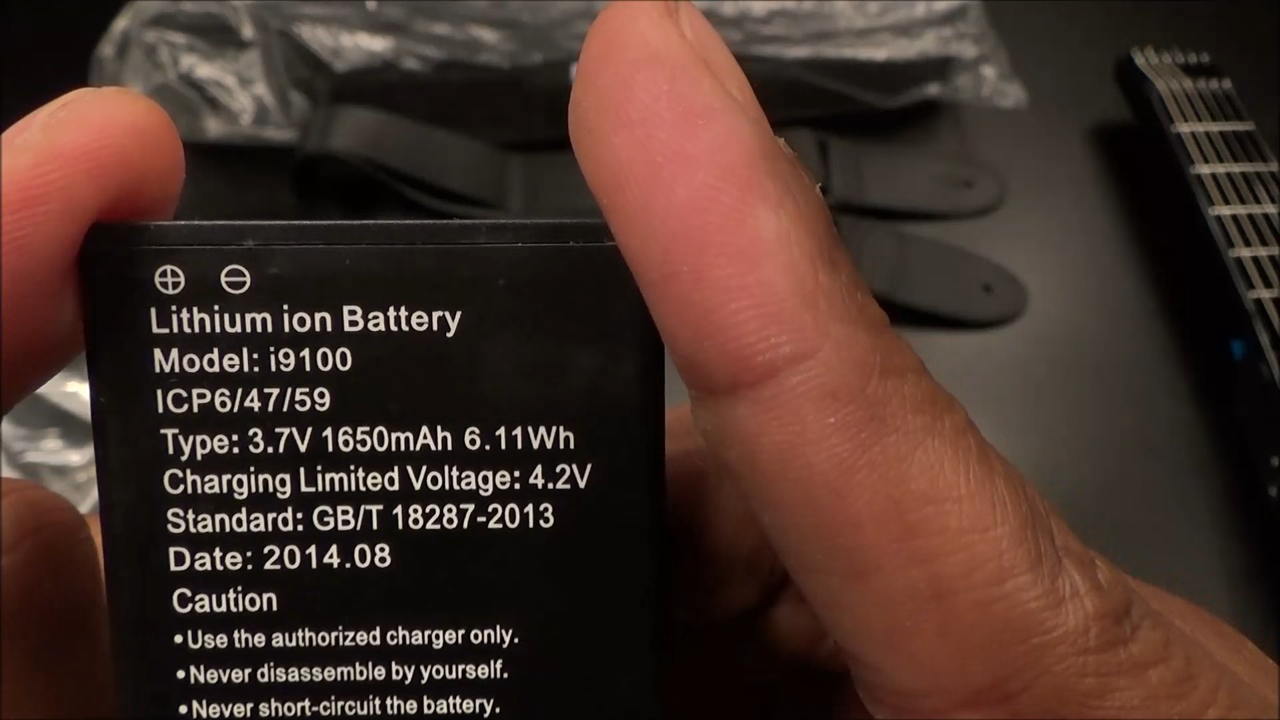 ⊕ ⊖
Lithium ion Battery
Model: i9100
ICP6/47/59
Type: 3.7V 1650mAh 6.11Wh
Charging Limited Voltage: 4.2V
Standard: GB/T 18287-2013
Date: 2014.08
Caution
•Use the authorized charger only.
•Never disassemble by yourself.
•Never short-circuit the battery.